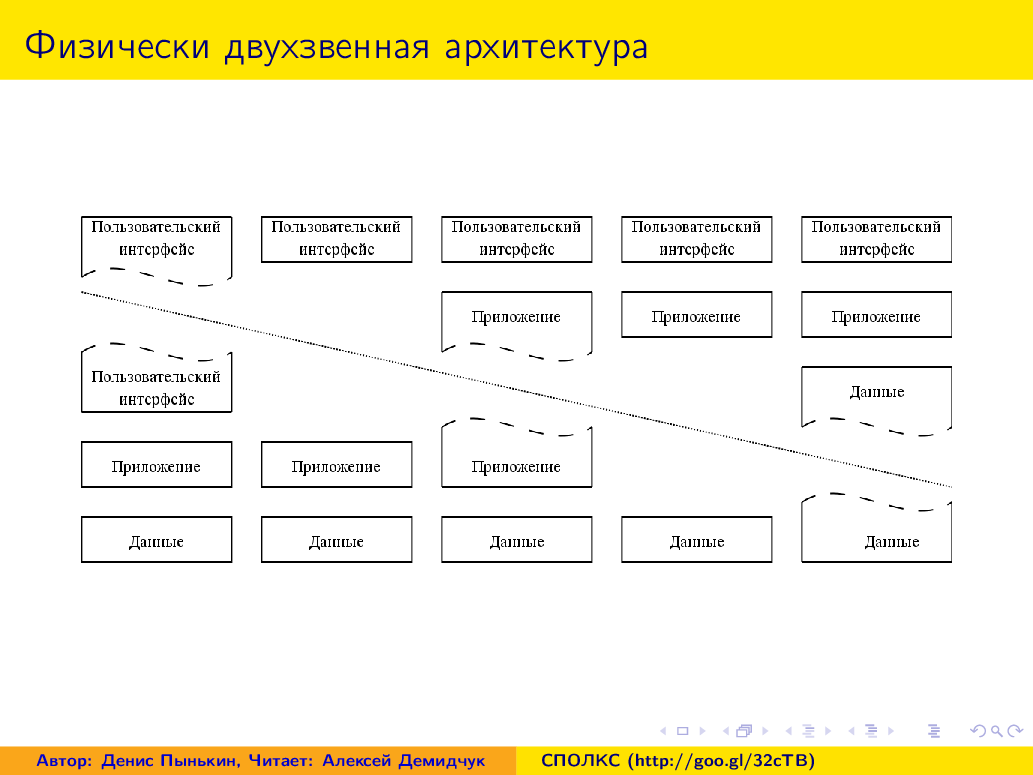 Физически двухзвенная архитектура
Пользовательский
интерфейс
Пользовательский
интерфейс
Пользовательский
интерфейс
Пользовательский
интерфейс
Пользовательский
интерфейс
Приложение
Приложение
Приложение
Пользовательский
интерфейс
Данные
Приложение
Приложение
Приложение
Данные
Данные
Данные
Данные
Данные
Автор: Денис Пынькин, Читает: Алексей Демидчук
СПОЛКС (http://goo.gl/32cTB)